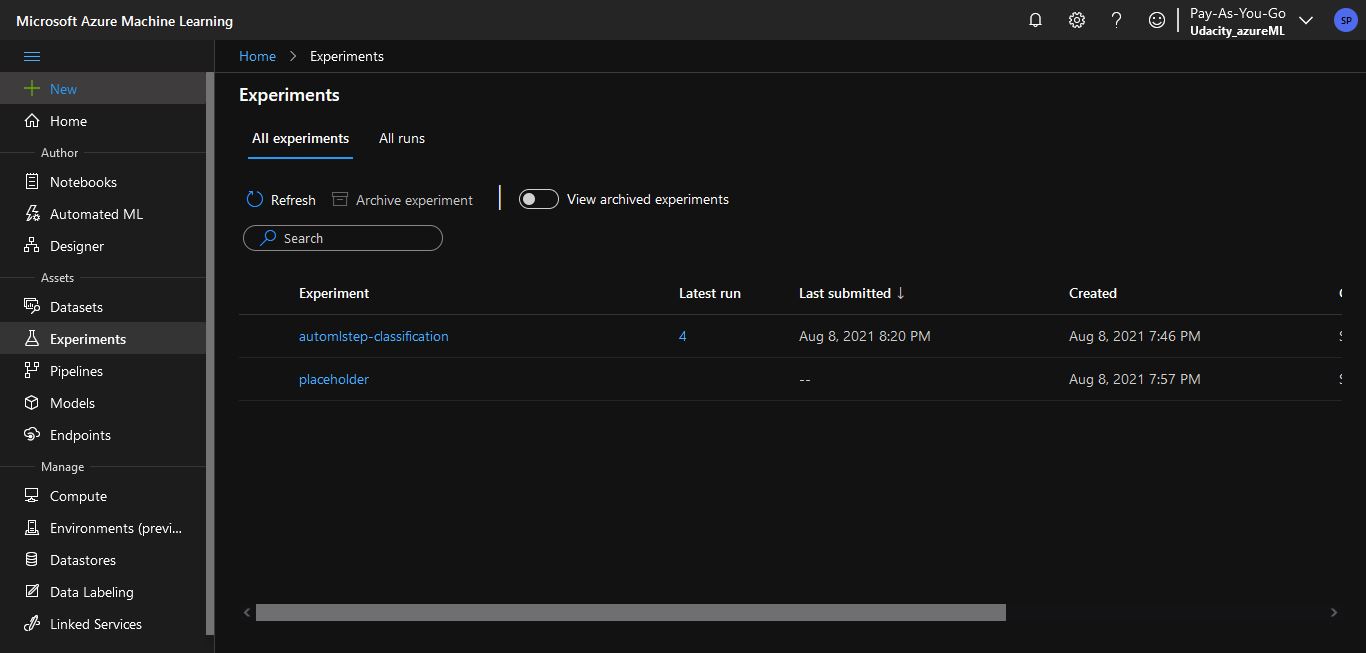 Microsoft Azure Machine Learning
Pay-As-You-Go
Udacity_azureML
SP
New
Home
Author
Notebooks
Automated ML
Designer
Assets
Datasets
Experiments
Pipelines
Models
Endpoints
Manage
Compute
Environments (previ...
Datastores
Data Labeling
Linked Services
Home > Experiments
Experiments
All experiments All runs
Refresh Archive experiment View archived experiments
Search
Experiment Latest run Last submitted ↓ Created
automlstep-classification 4 Aug 8, 2021 8:20 PM Aug 8, 2021 7:46 PM
placeholder -- Aug 8, 2021 7:57 PM